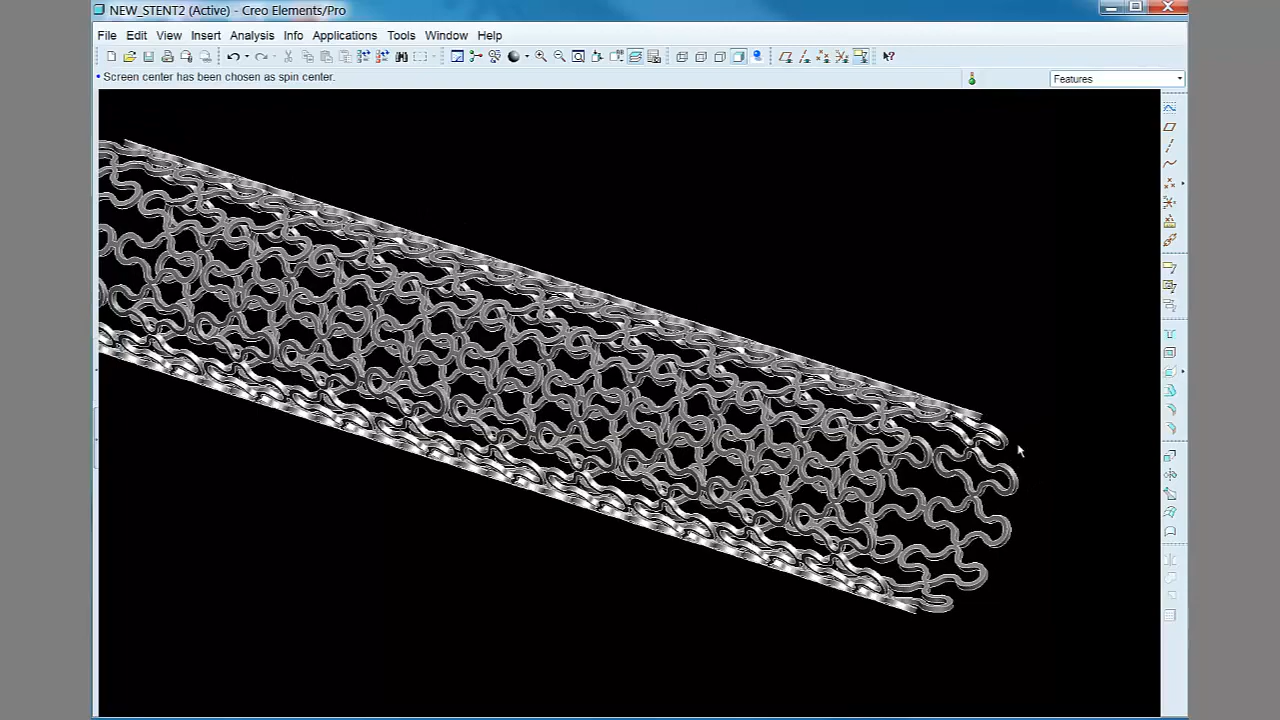 NEW_STENT2 (Active) - Creo Elements/Pro
File Edit View Insert Analysis Info Applications Tools Window Help
Screen center has been chosen as spin center.
Features